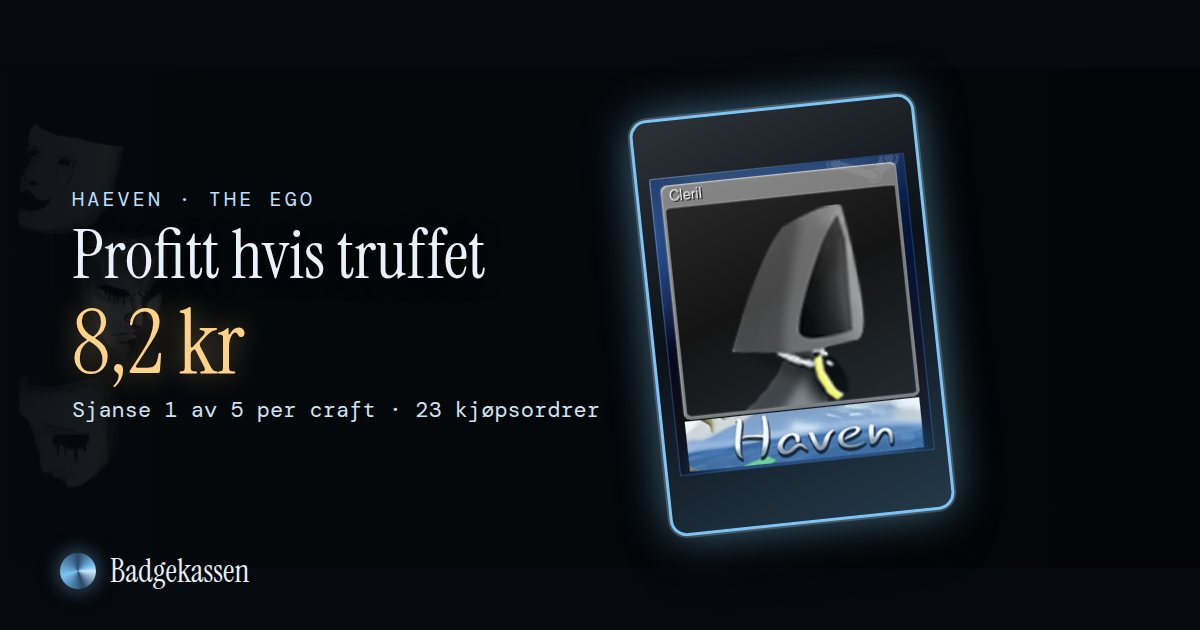 HAEVEN · THE EGO
Profitt hvis truffet
8,2 kr
Sjanse 1 av 5 per craft · 23 kjøpsordrer
Cleril
Haven
Badgekassen